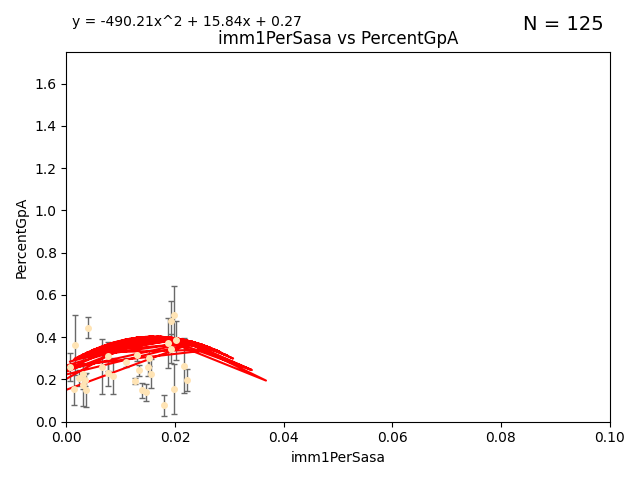 y = -490.21x^2 + 15.84x + 0.27
N = 125
imm1PerSasa vs PercentGpA
PercentGpA
1.6
1.4
1.2
1.0
0.8
0.6
0.4
0.2
0.0
0.00 0.02 0.04 0.06 0.08 0.10
imm1PerSasa